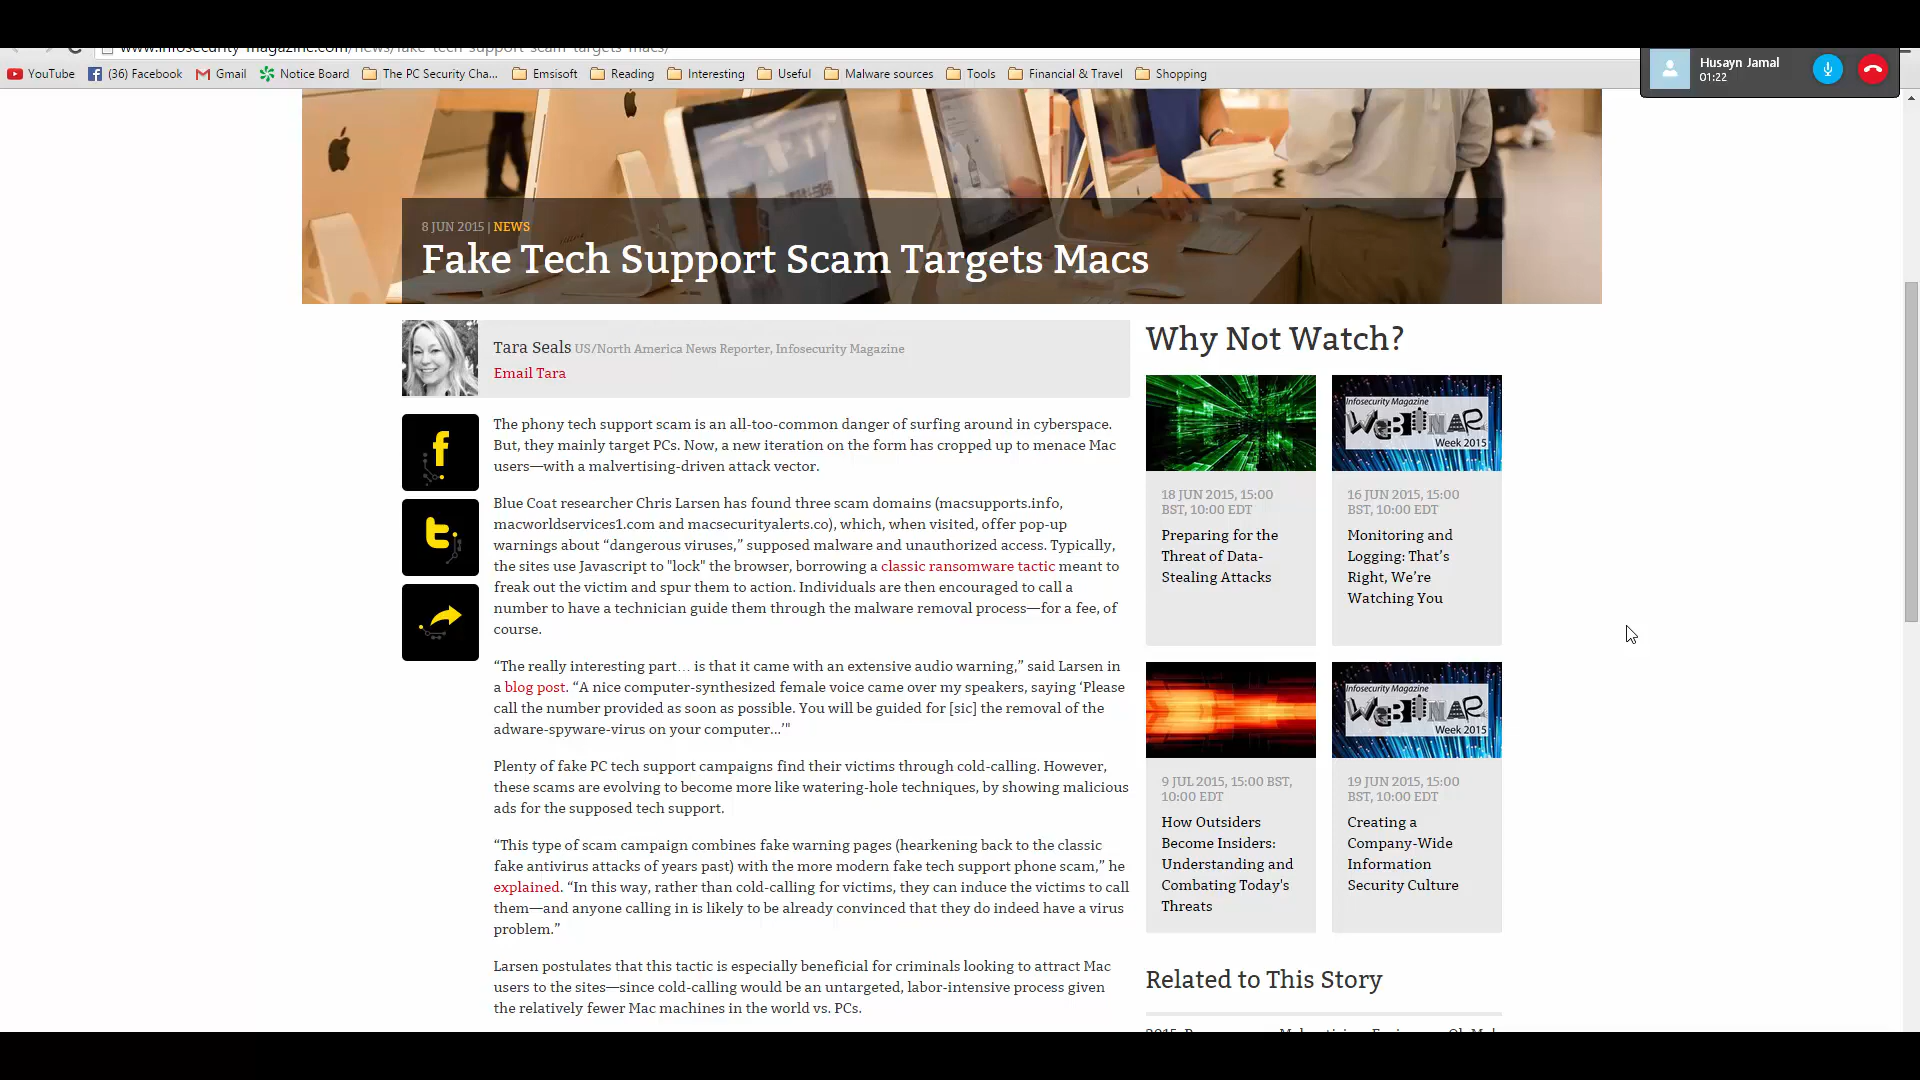 www.infosecurity-magazine.com/news/fake-tech-support-scam-targets-macs/
YouTube (36) Facebook Gmail Notice Board The PC Security Cha... Emsisoft Reading Interesting Useful Malware sources Tools Financial & Travel Shopping
Husayn Jamal
01:22
8 JUN 2015 | NEWS
Fake Tech Support Scam Targets Macs
Tara Seals US/North America News Reporter, Infosecurity Magazine
Email Tara
The phony tech support scam is an all-too-common danger of surfing around in cyberspace.
But, they mainly target PCs. Now, a new iteration on the form has cropped up to menace Mac
users—with a malvertising-driven attack vector.
Blue Coat researcher Chris Larsen has found three scam domains (macsupports.info,
macworldservices1.com and macsecurityalerts.co), which, when visited, offer pop-up
warnings about “dangerous viruses,” supposed malware and unauthorized access. Typically,
the sites use Javascript to "lock" the browser, borrowing a classic ransomware tactic meant to
freak out the victim and spur them to action. Individuals are then encouraged to call a
number to have a technician guide them through the malware removal process—for a fee, of
course.
“The really interesting part… is that it came with an extensive audio warning,” said Larsen in
a blog post. “A nice computer-synthesized female voice came over my speakers, saying ‘Please
call the number provided as soon as possible. You will be guided for [sic] the removal of the
adware-spyware-virus on your computer…’"
Plenty of fake PC tech support campaigns find their victims through cold-calling. However,
these scams are evolving to become more like watering-hole techniques, by showing malicious
ads for the supposed tech support.
“This type of scam campaign combines fake warning pages (hearkening back to the classic
fake antivirus attacks of years past) with the more modern fake tech support phone scam,” he
explained. “In this way, rather than cold-calling for victims, they can induce the victims to call
them—and anyone calling in is likely to be already convinced that they do indeed have a virus
problem.”
Larsen postulates that this tactic is especially beneficial for criminals looking to attract Mac
users to the sites—since cold-calling would be an untargeted, labor-intensive process given
the relatively fewer Mac machines in the world vs. PCs.
Why Not Watch?
18 JUN 2015, 15:00
BST, 10:00 EDT
Preparing for the
Threat of Data-
Stealing Attacks
Infosecurity Magazine
WEBINAR
Week 2015
16 JUN 2015, 15:00
BST, 10:00 EDT
Monitoring and
Logging: That’s
Right, We’re
Watching You
9 JUL 2015, 15:00 BST,
10:00 EDT
How Outsiders
Become Insiders:
Understanding and
Combating Today's
Threats
Infosecurity Magazine
WEBINAR
Week 2015
19 JUN 2015, 15:00
BST, 10:00 EDT
Creating a
Company-Wide
Information
Security Culture
Related to This Story